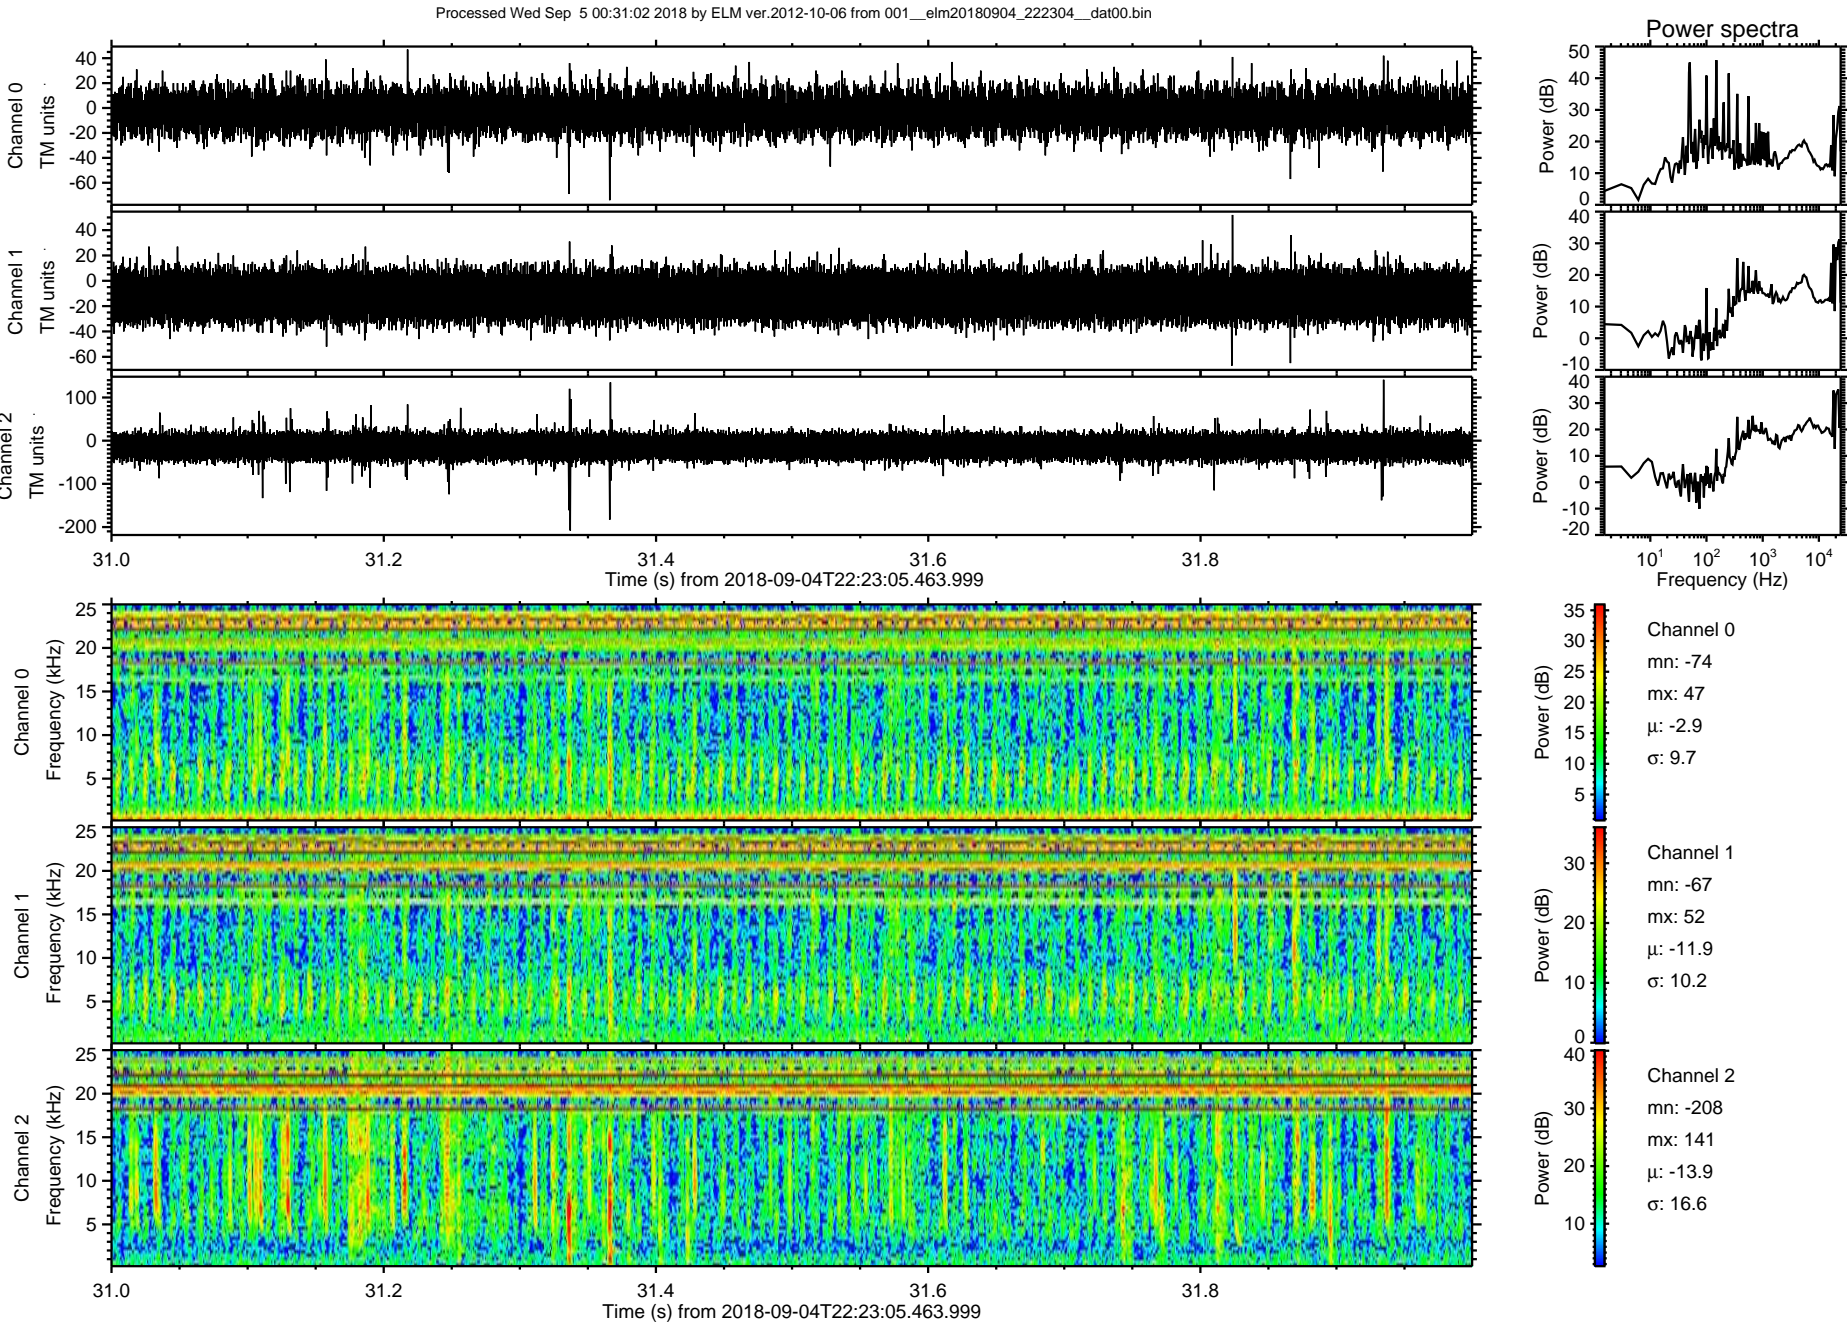 Processed Wed Sep 5 00:31:02 2018 by ELM ver.2012-10-06 from 001__elm20180904_222304__dat00.bin
Power spectra
Channel 0
TM units
40
20
0
-20
-40
-60
Power (dB)
50
40
30
20
10
0
Channel 1
TM units
40
20
0
-20
-40
-60
Power (dB)
40
30
20
10
0
-10
Channel 2
TM units
100
0
-100
-200
Power (dB)
40
30
20
10
0
-10
-20
31.0 31.2 31.4 31.6 31.8
Time (s) from 2018-09-04T22:23:05.463.999
10¹ 10² 10³ 10⁴
Frequency (Hz)
Channel 0
Frequency (kHz)
25
20
15
10
5
Power (dB)
35
30
25
20
15
10
5
Channel 0
mn: -74
mx: 47
μ: -2.9
σ: 9.7
Channel 1
Frequency (kHz)
25
20
15
10
5
Power (dB)
30
20
10
0
Channel 1
mn: -67
mx: 52
μ: -11.9
σ: 10.2
Channel 2
Frequency (kHz)
25
20
15
10
5
Power (dB)
40
30
20
10
Channel 2
mn: -208
mx: 141
μ: -13.9
σ: 16.6
31.0 31.2 31.4 31.6 31.8
Time (s) from 2018-09-04T22:23:05.463.999